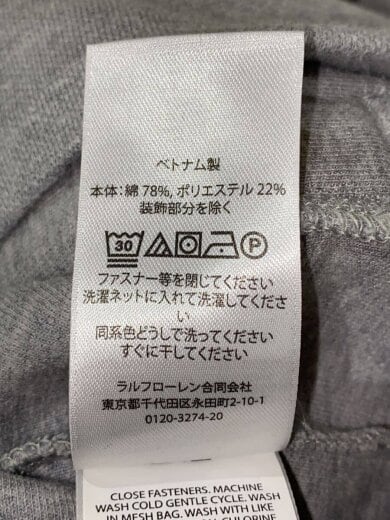 ベトナム製
本体：綿 78%, ポリエステル 22%
装飾部分を除く
30 P
ファスナー等を閉じてください
洗濯ネットに入れて洗濯してくださ
い
同系色どうしで洗ってください
すぐに干してください
ラルフローレン合同会社
東京都千代田区永田町2-10-1
0120-3274-20
CLOSE FASTENERS. MACHINE
WASH COLD GENTLE CYCLE. WASH
IN MESH BAG. WASH WITH LIKE